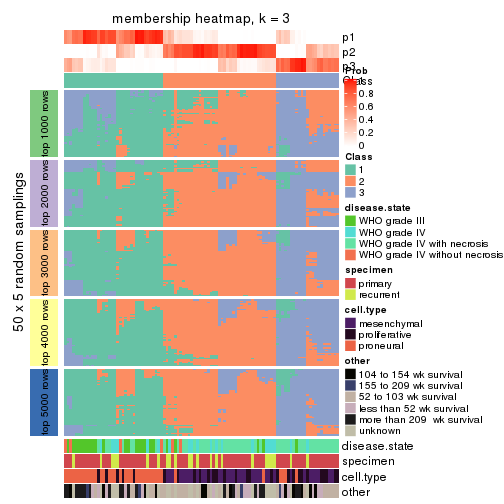 membership heatmap, k = 3
p1
p2
p3
Class
Prob
1
0.8
0.6
0.4
0.2
0
Class
1
2
3
disease.state
WHO grade III
WHO grade IV
WHO grade IV with necrosis
WHO grade IV without necrosis
specimen
primary
recurrent
cell.type
mesenchymal
proliferative
proneural
other
104 to 154 wk survival
155 to 209 wk survival
52 to 103 wk survival
less than 52 wk survival
more than 209  wk survival
unknown
50 x 5 random samplings
top 1000 rows
top 2000 rows
top 3000 rows
top 4000 rows
top 5000 rows
disease.state
specimen
cell.type
other